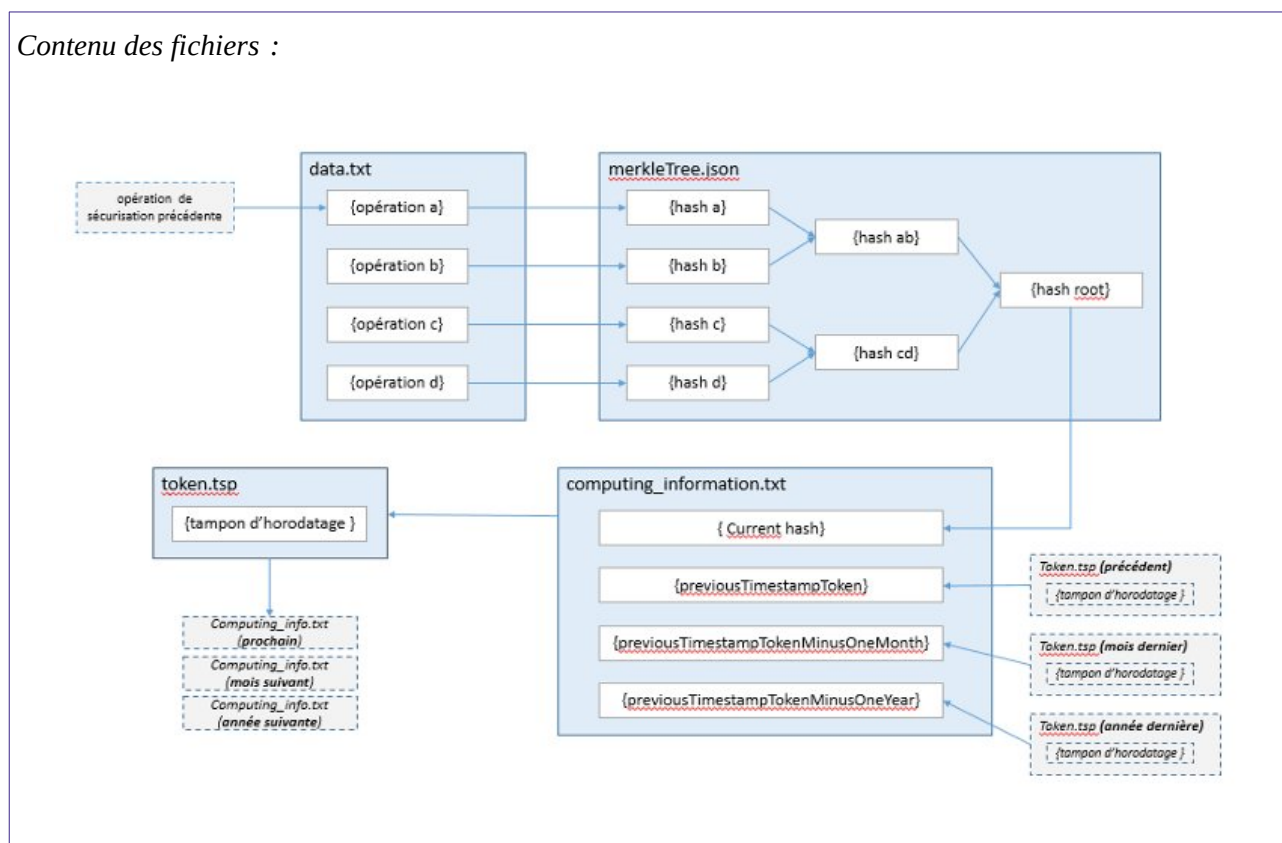 Contenu des fichiers :
data.txt
merkleTree.json
opération de
sécurisation précédente
{opération a}
{hash a}
{hash ab}
{opération b}
{hash b}
{hash root}
{opération c}
{hash c}
{hash cd}
{opération d}
{hash d}
token.tsp
{tampon d'horodatage }
computing_information.txt
{ Current hash}
{previousTimestampToken}
{previousTimestampTokenMinusOneMonth}
{previousTimestampTokenMinusOneYear}
Token.tsp (précédent)
{tampon d'horodatage }
Token.tsp (mois dernier)
{tampon d'horodatage }
Token.tsp (année dernière)
{tampon d'horodatage }
Computing_info.txt
(prochain)
Computing_info.txt
(mois suivant)
Computing_info.txt
(année suivante)